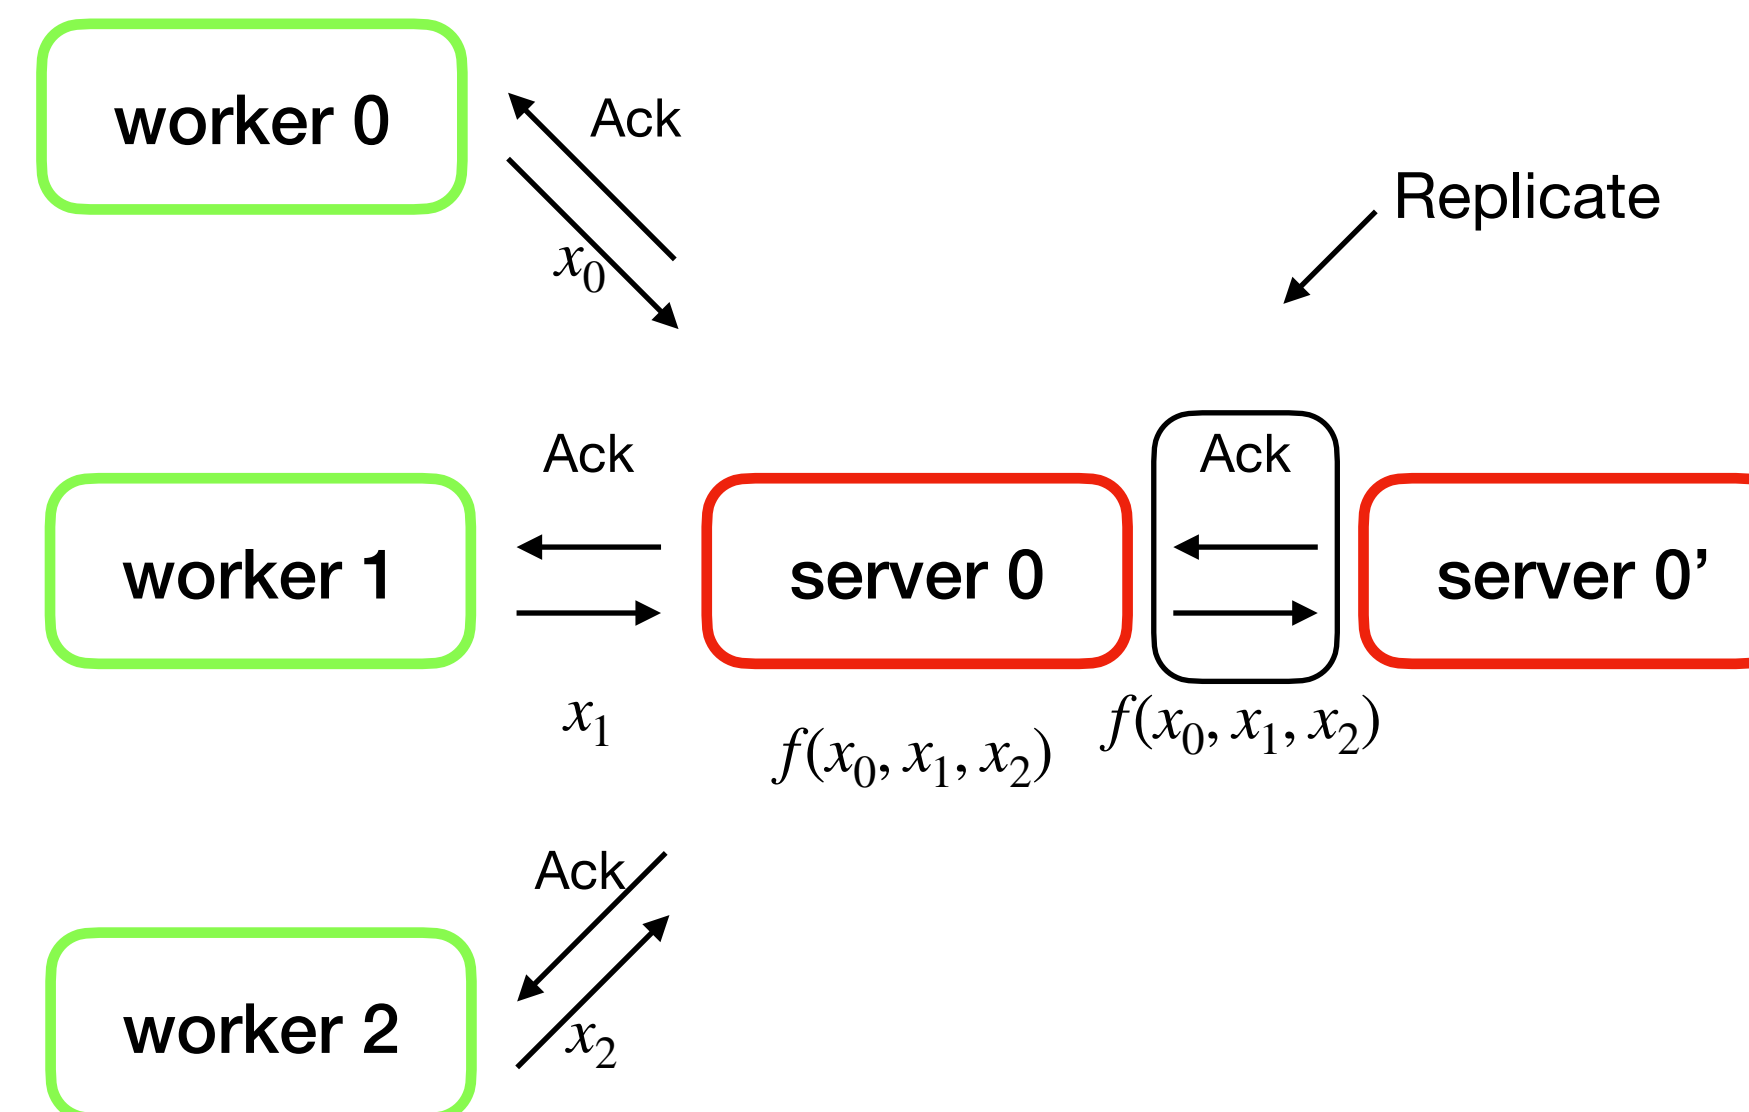 worker 0
Ack
x₀
Replicate
Ack
Ack
worker 1
server 0
server 0’
x₁
f(x₀, x₁, x₂)
f(x₀, x₁, x₂)
Ack
worker 2
x₂